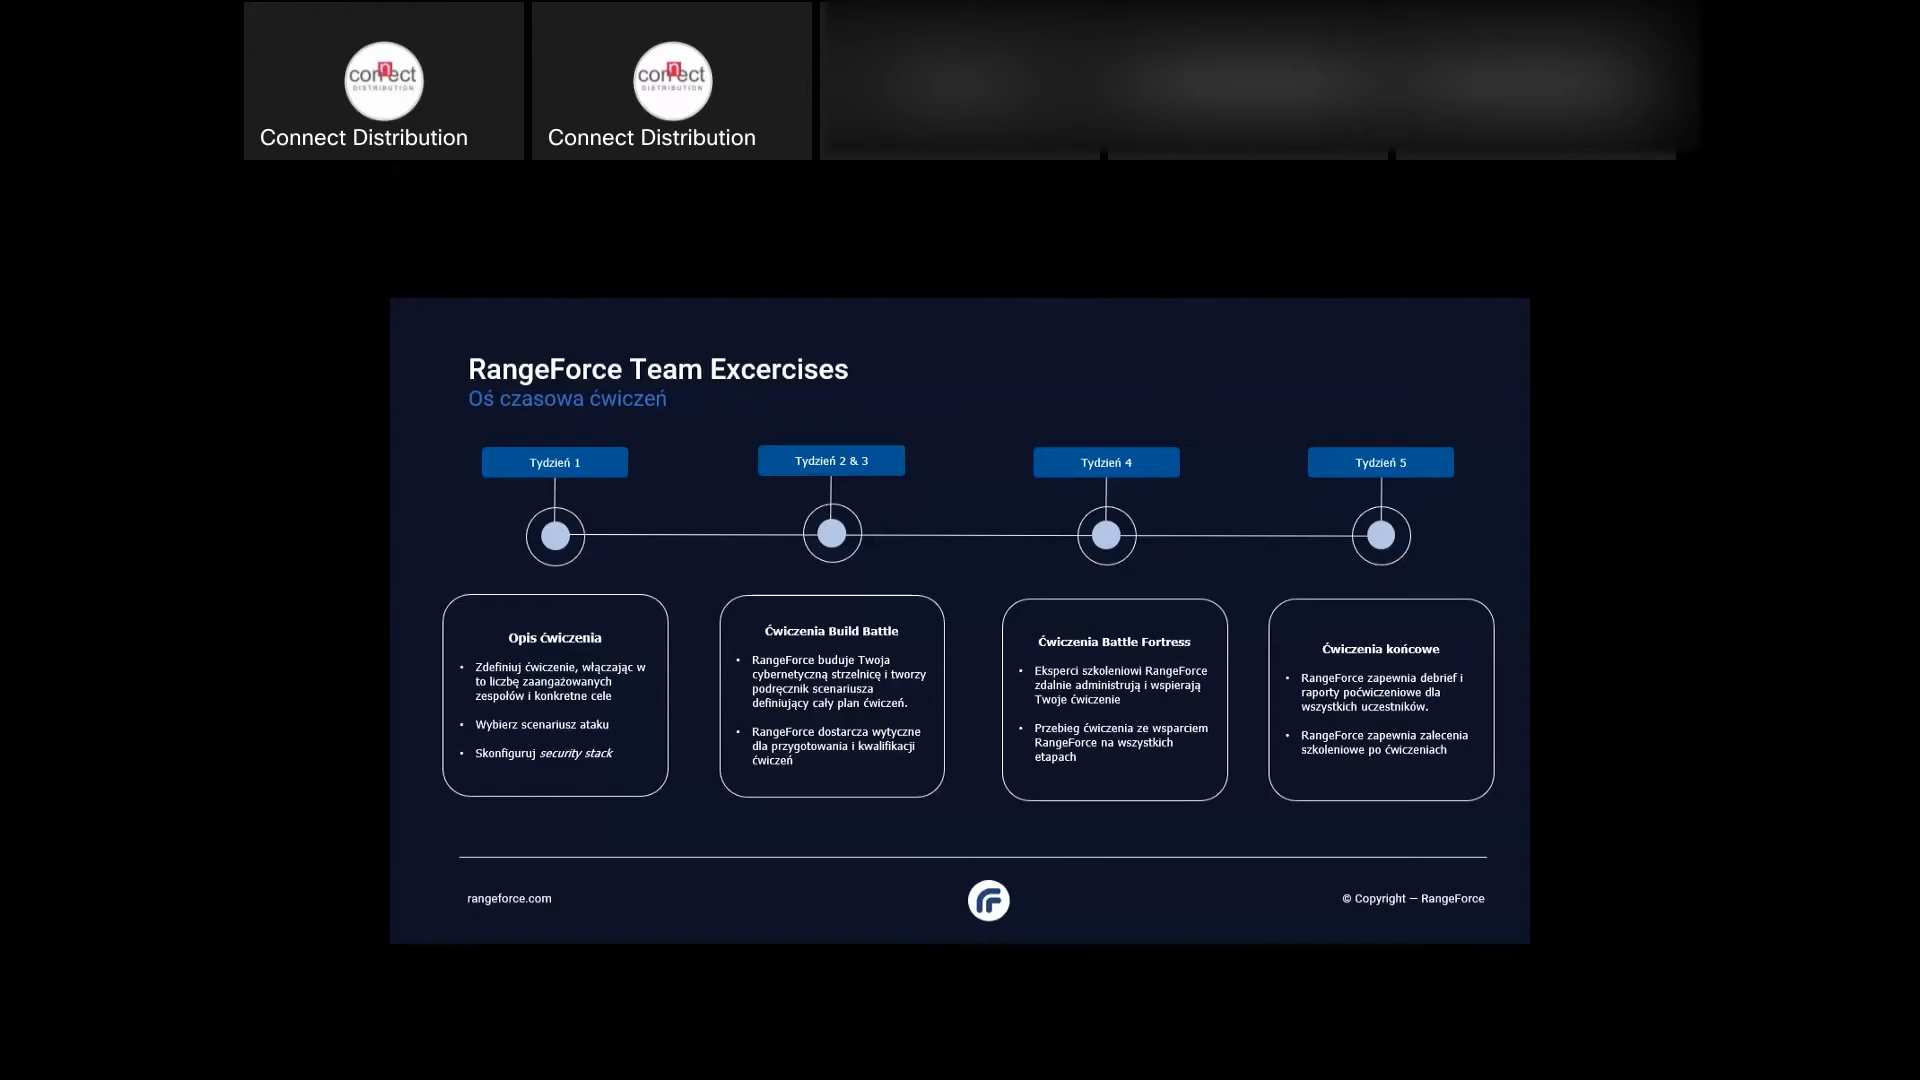 connect
DISTRIBUTION
Connect Distribution
connect
DISTRIBUTION
Connect Distribution
RangeForce Team Excercises
Oś czasowa ćwiczeń
Tydzień 1
Tydzień 2 & 3
Tydzień 4
Tydzień 5
Opis ćwiczenia
• Zdefiniuj ćwiczenie, włączając w
to liczbę zaangażowanych
zespołów i konkretne cele
• Wybierz scenariusz ataku
• Skonfiguruj security stack
Ćwiczenia Build Battle
• RangeForce buduje Twoja
cybernetyczną strzelnicę i tworzy
podręcznik scenariusza
definiujący cały plan ćwiczeń.
• RangeForce dostarcza wytyczne
dla przygotowania i kwalifikacji
ćwiczeń
Ćwiczenia Battle Fortress
• Eksperci szkoleniowi RangeForce
zdalnie administrują i wspierają
Twoje ćwiczenie
• Przebieg ćwiczenia ze wsparciem
RangeForce na wszystkich
etapach
Ćwiczenia końcowe
• RangeForce zapewnia debrief i
raporty poćwiczeniowe dla
wszystkich uczestników.
• RangeForce zapewnia zalecenia
szkoleniowe po ćwiczeniach
rangeforce.com
© Copyright — RangeForce